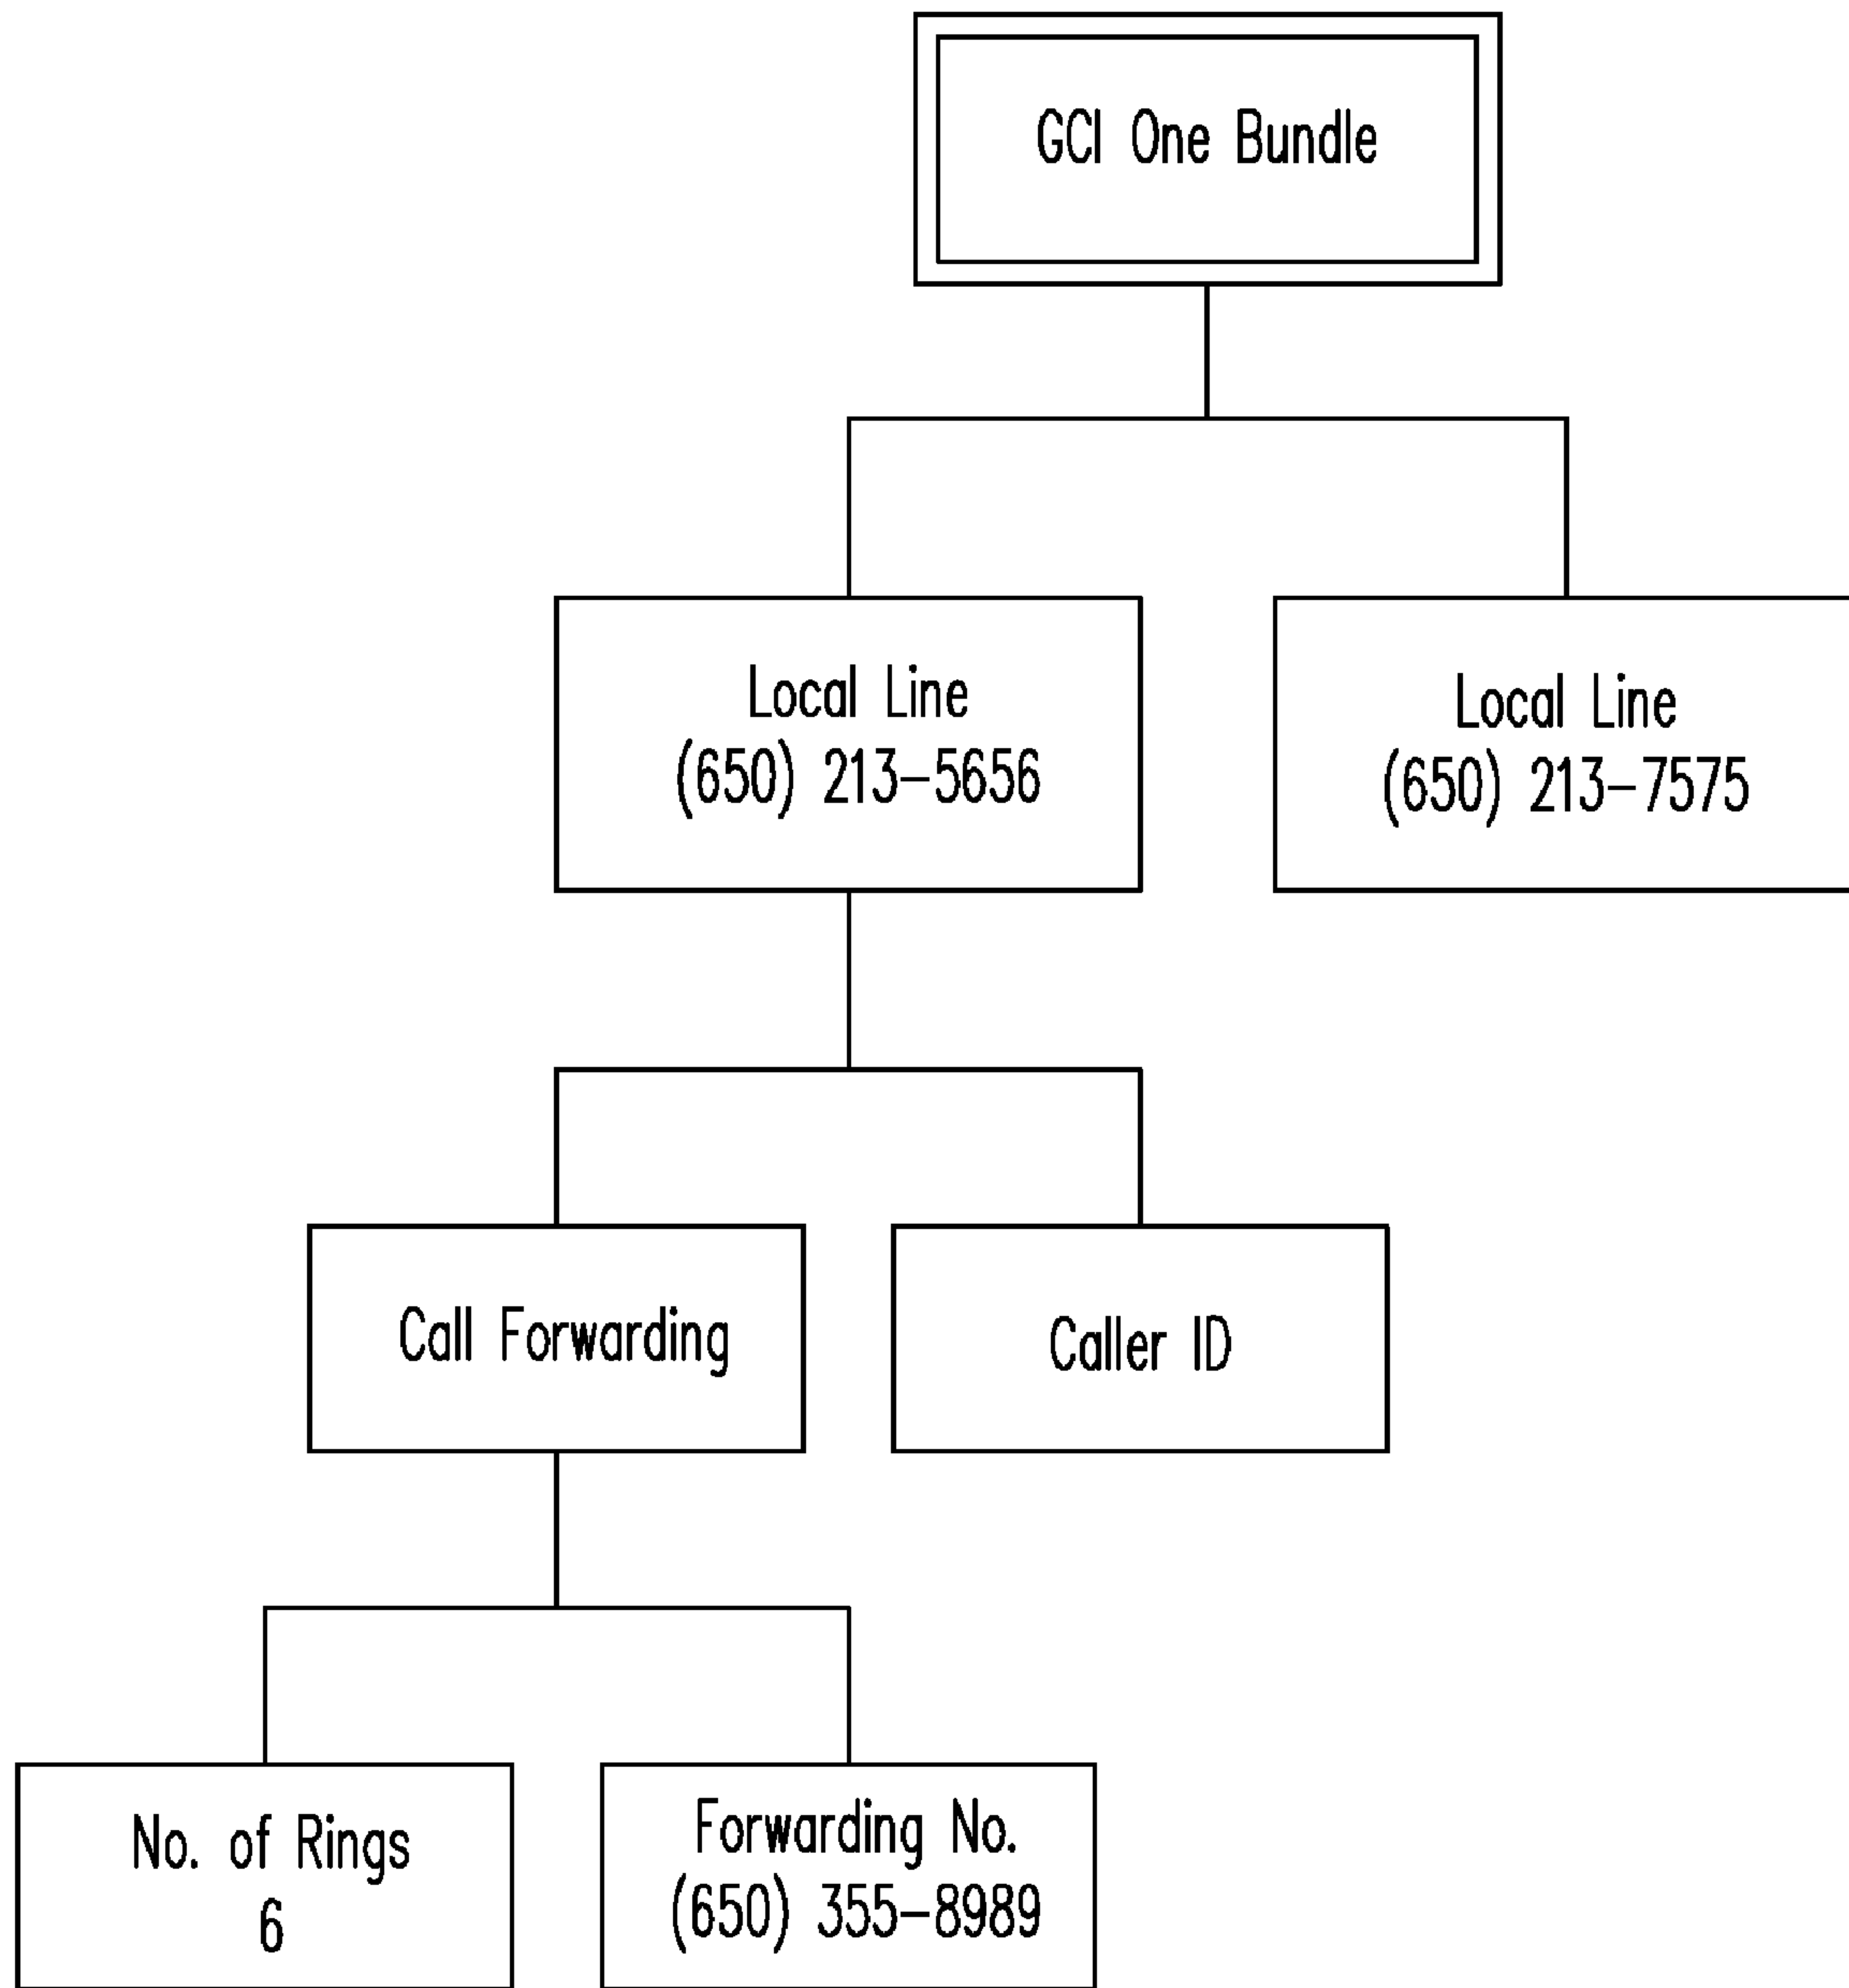 GCI One Bundle
Local Line
(650) 213-5656
Local Line
(650) 213-7575
Call Forwarding
Caller ID
No. of Rings
6
Forwarding No.
(650) 355-8989